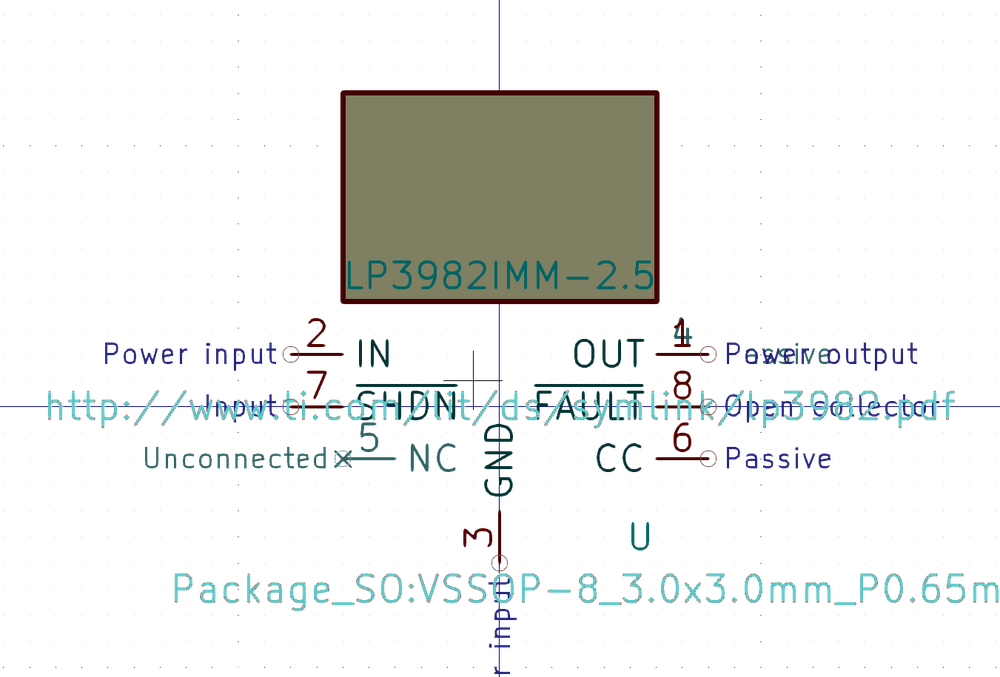 LP3982IMM-2.5
Power input 2 IN OUT 1 4 Power output Passive
Input 7 SHDN FAULT 8 Open collector
http://www.ti.com/lit/ds/symlink/lp3982.pdf
Unconnected 5 NC GND CC 6 Passive
3 U
Package_SO:VSSOP-8_3.0x3.0mm_P0.65m
r input